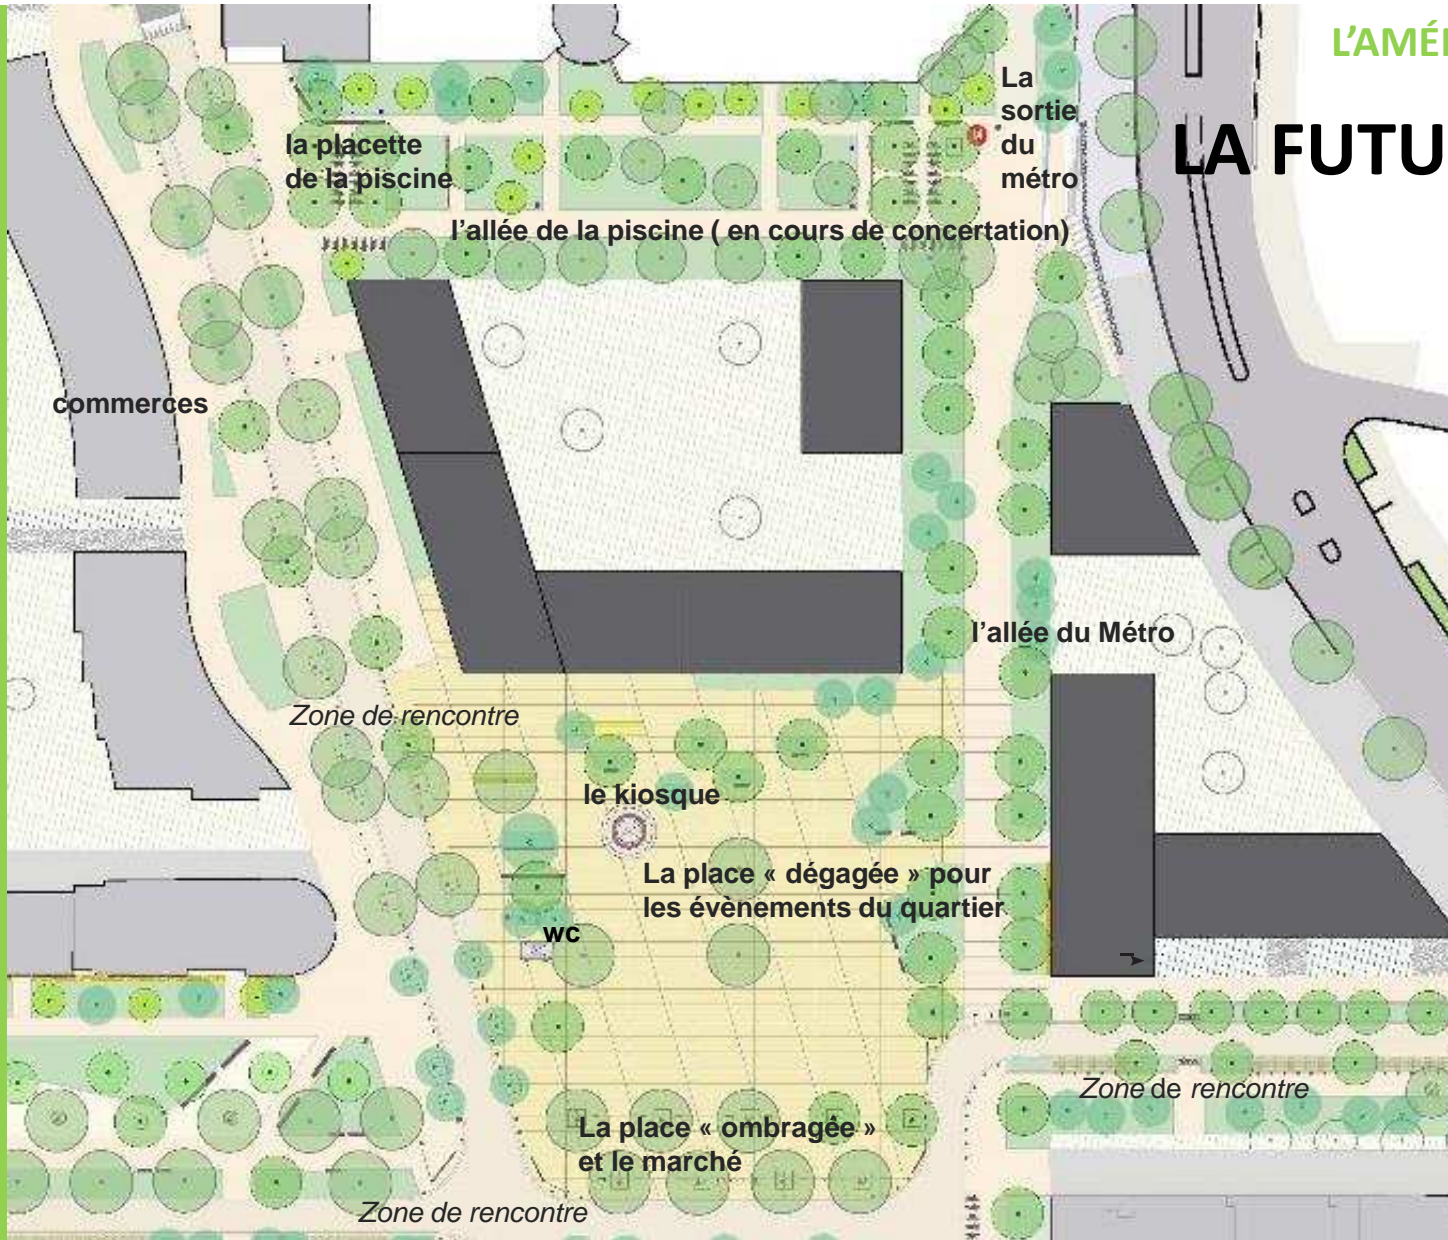 L'AMÉ
LA FUTU
La
sortie
du
métro
la placette
de la piscine
l'allée de la piscine ( en cours de concertation)
commerces
l'allée du Métro
Zone de rencontre
le kiosque
La place « dégagée » pour
les évènements du quartier
wc
Zone de rencontre
La place « ombragée »
et le marché
Zone de rencontre